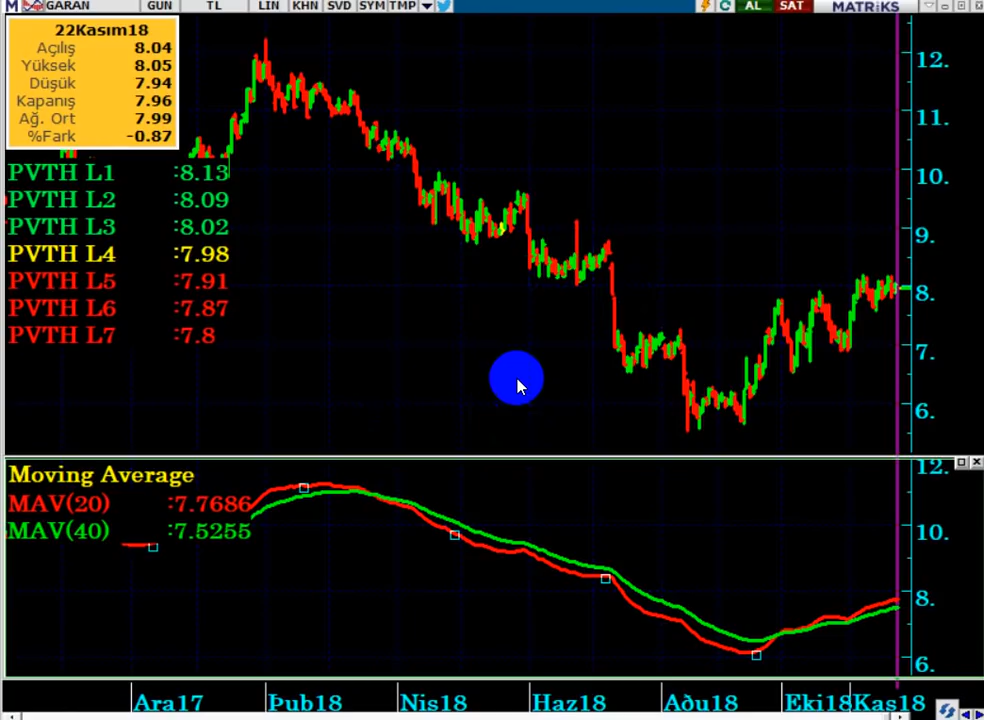 M GARAN GUN TL LIN KHN SVD SYM TMP AL SAT MATRİKS
22Kasım18
Açılış 8.04
Yüksek 8.05
Düşük 7.94
Kapanış 7.96
Ağ. Ort 7.99
%Fark -0.87
PVTH L1 :8.13
PVTH L2 :8.09
PVTH L3 :8.02
PVTH L4 :7.98
PVTH L5 :7.91
PVTH L6 :7.87
PVTH L7 :7.8
12.
11.
10.
9.
8.
7.
6.
Moving Average
MAV(20) :7.7686
MAV(40) :7.5255
12.
10.
8.
6.
Ara17 Þub18 Nis18 Haz18 Aðu18 Eki18 Kas18